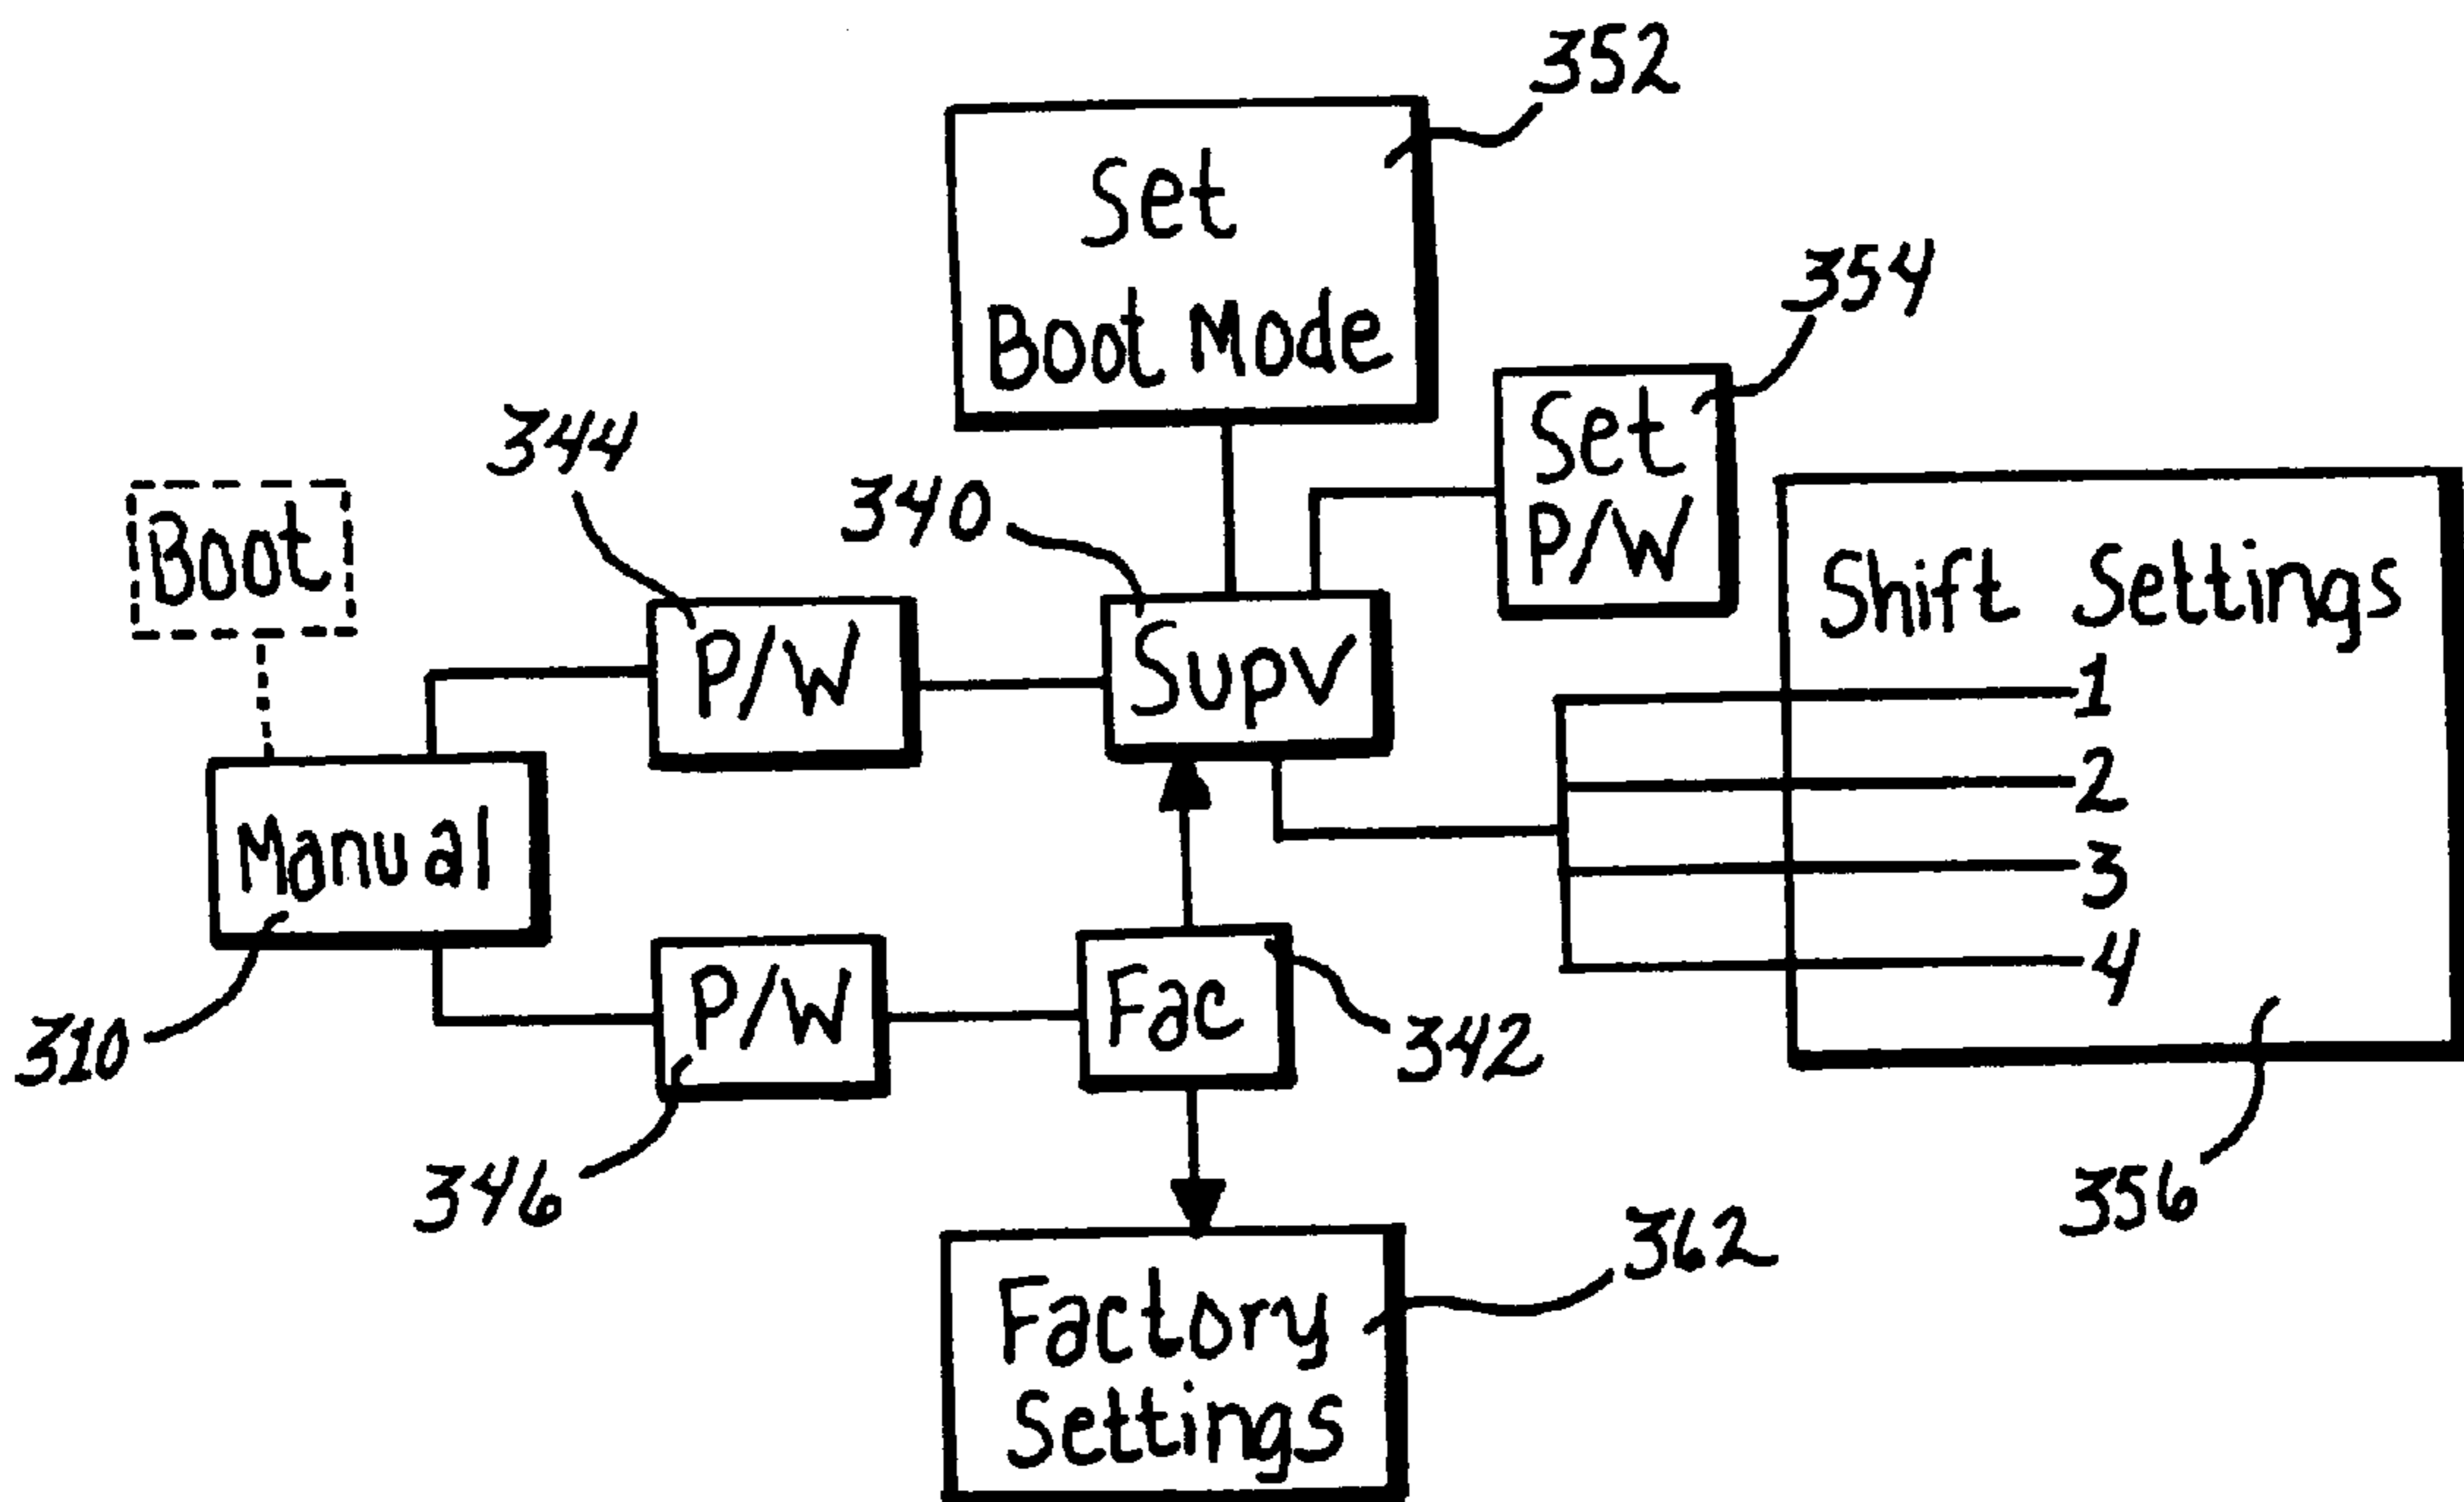 352
Set
Boot Mode
354
Set
P/W
344
340
Boot
Shift Settings
P/W
Supv
1
2
3
4
Manual
310
P/W
Fac
342
346
356
362
Factory
Settings